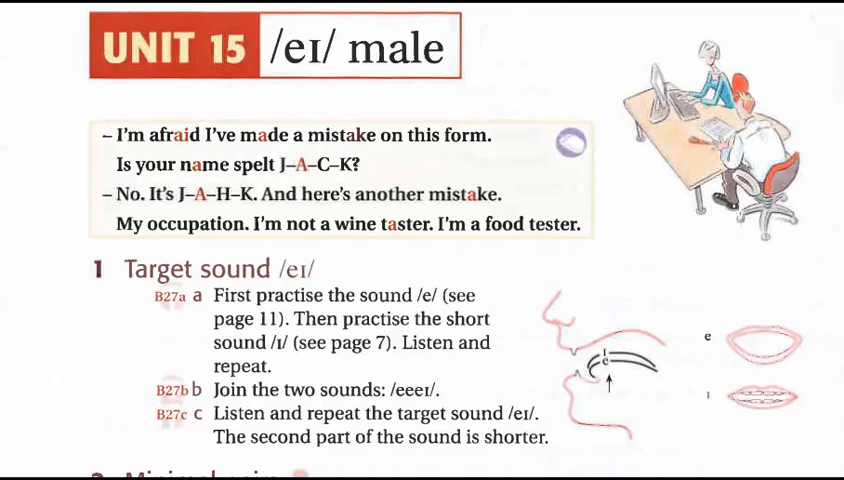 UNIT 15 /eɪ/ male
– I'm afraid I've made a mistake on this form.
Is your name spelt J–A–C–K?
– No. It's J–A–H–K. And here's another mistake.
My occupation. I'm not a wine taster. I'm a food tester.
1 Target sound /eɪ/
B27a a First practise the sound /e/ (see
page 11). Then practise the short
sound /ɪ/ (see page 7). Listen and
repeat.
B27b b Join the two sounds: /eeeɪ/.
B27c c Listen and repeat the target sound /eɪ/.
The second part of the sound is shorter.
ɪ
e
e
ɪ